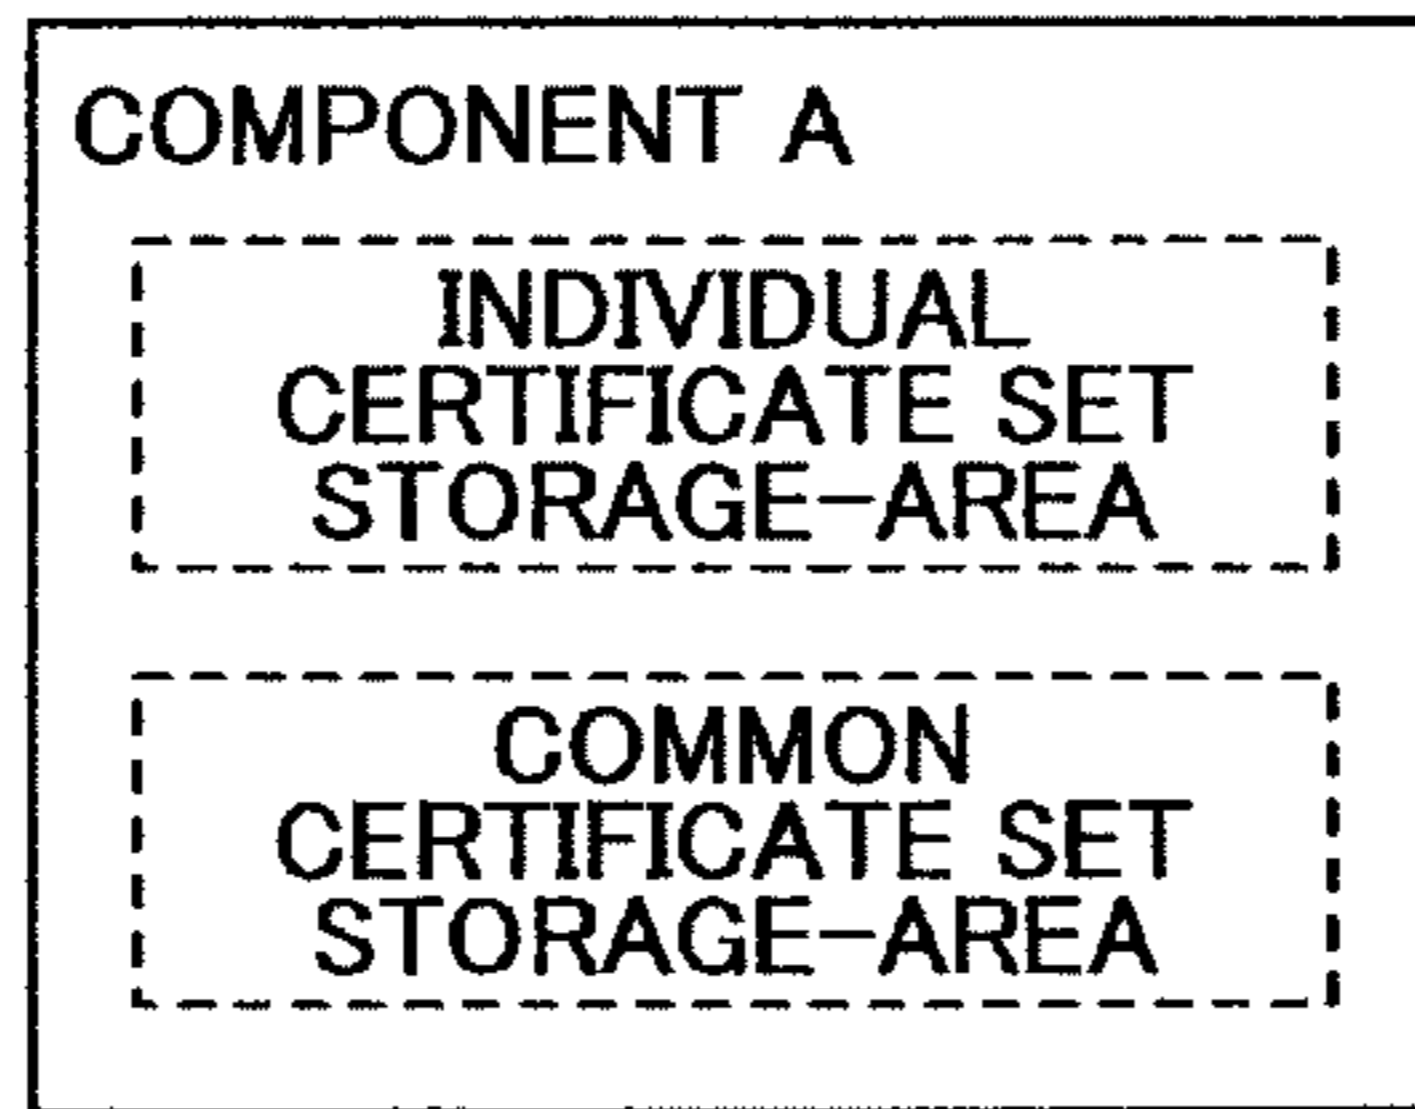 COMPONENT A
INDIVIDUAL
CERTIFICATE SET
STORAGE-AREA
COMMON
CERTIFICATE SET
STORAGE-AREA